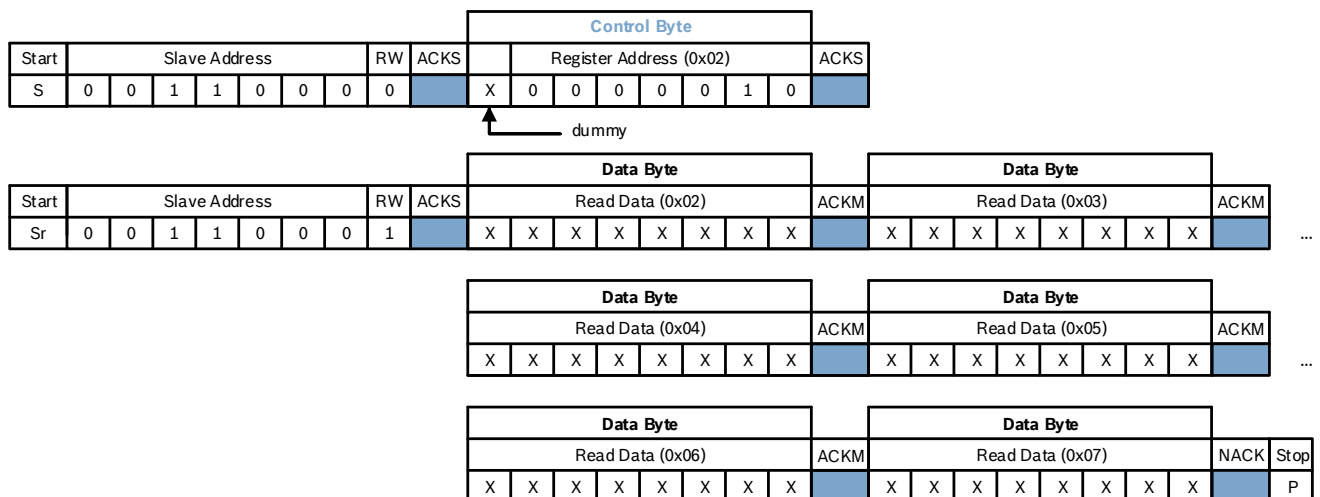 Control Byte
Start Slave Address RW ACKS Register Address (0x02) ACKS
S 0 0 1 1 0 0 0 0 X 0 0 0 0 0 1 0
dummy
Data Byte Data Byte
Start Slave Address RW ACKS Read Data (0x02) ACKM Read Data (0x03) ACKM
Sr 0 0 1 1 0 0 0 1 X X X X X X X X X X X X X X X X ...
Data Byte Data Byte
Read Data (0x04) ACKM Read Data (0x05) ACKM
X X X X X X X X X X X X X X X X ...
Data Byte Data Byte
Read Data (0x06) ACKM Read Data (0x07) NACK Stop
X X X X X X X X X X X X X X X X P